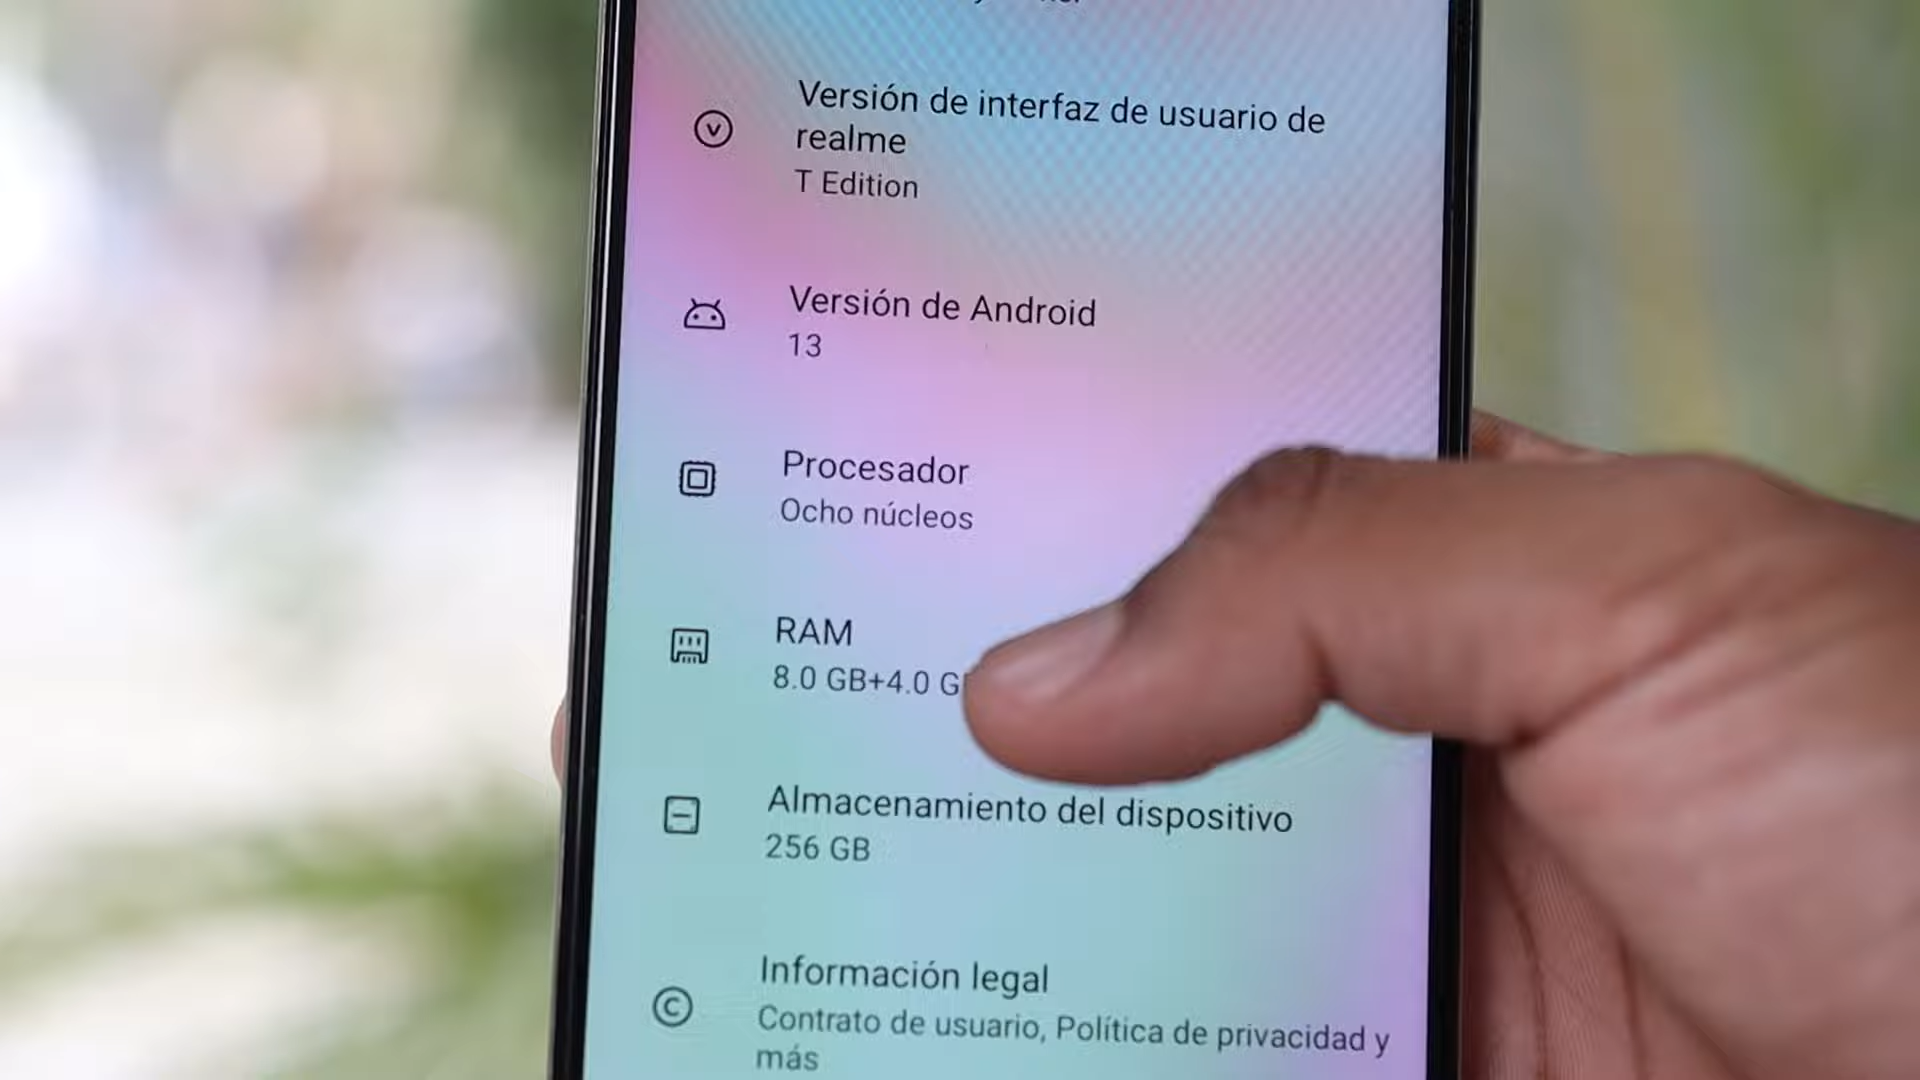 Versión de interfaz de usuario de
realme
T Edition
Versión de Android
13
Procesador
Ocho núcleos
RAM
8.0 GB+4.0
Almacenamiento del dispositivo
256 GB
Información legal
Contrato de usuario, Política de privacidad y
más